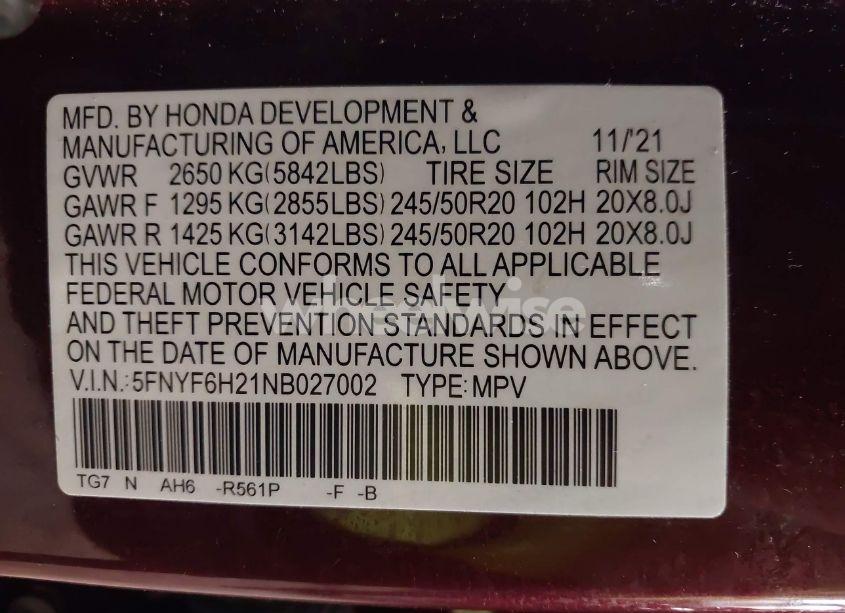 MFD. BY HONDA DEVELOPMENT &
MANUFACTURING OF AMERICA, LLC 11/'21
GVWR 2650 KG(5842LBS) TIRE SIZE RIM SIZE
GAWR F 1295 KG(2855LBS) 245/50R20 102H 20X8.0J
GAWR R 1425 KG(3142LBS) 245/50R20 102H 20X8.0J
THIS VEHICLE CONFORMS TO ALL APPLICABLE
FEDERAL MOTOR VEHICLE SAFETY
wheelwise
AND THEFT PREVENTION STANDARDS IN EFFECT
ON THE DATE OF MANUFACTURE SHOWN ABOVE.
V.I.N.:5FNYF6H21NB027002 TYPE:MPV
TG7 N AH6 -R561P -F -B